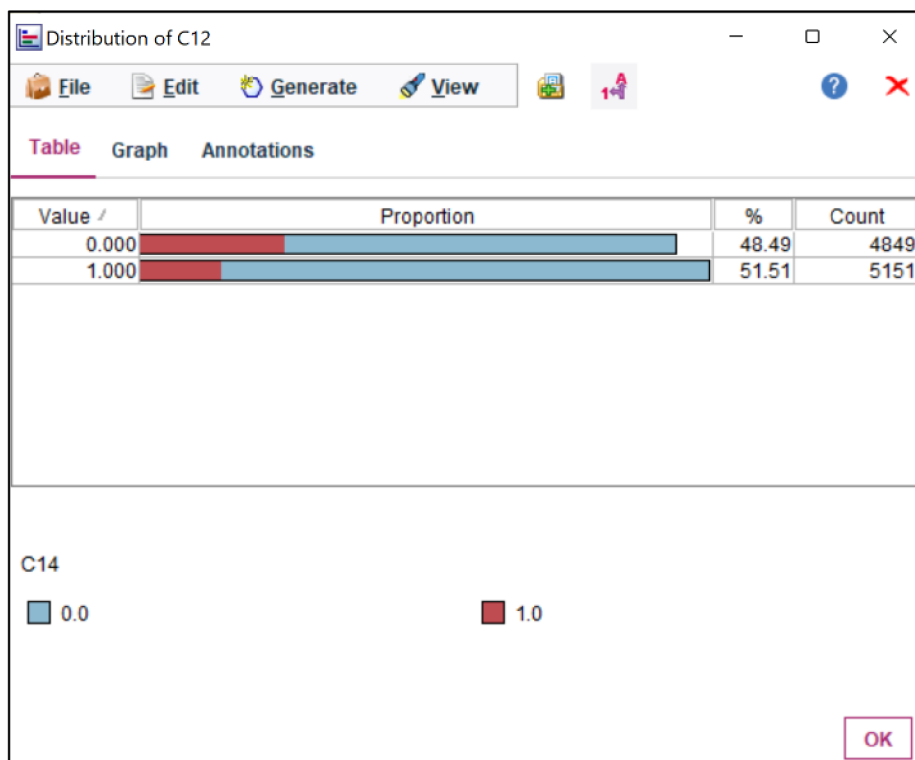 Distribution of C12
File Edit Generate View
Table Graph Annotations
Value Proportion % Count
0.000 48.49 4849
1.000 51.51 5151
C14
0.0 1.0
OK